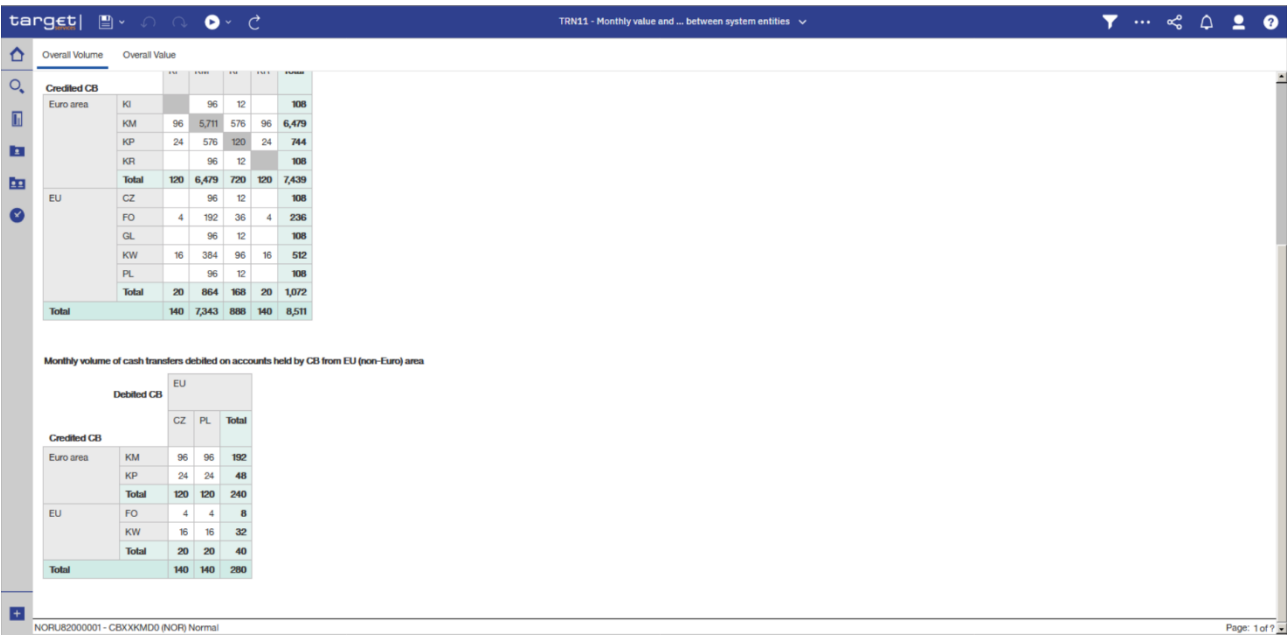 target| services
TRN11 - Monthly value and ... between system entities
Overall Volume Overall Value
KI KM KP KR Total
Credited CB
Euro area KI 96 12 108
KM 96 5,711 576 96 6,479
KP 24 576 120 24 744
KR 96 12 108
Total 120 6,479 720 120 7,439
EU CZ 96 12 108
FO 4 192 36 4 236
GL 96 12 108
KW 16 384 96 16 512
PL 96 12 108
Total 20 864 168 20 1,072
Total 140 7,343 888 140 8,511
Monthly volume of cash transfers debited on accounts held by CB from EU (non-Euro) area
EU
Debited CB
CZ PL Total
Credited CB
Euro area KM 96 96 192
KP 24 24 48
Total 120 120 240
EU FO 4 4 8
KW 16 16 32
Total 20 20 40
Total 140 140 280
NORU82000001 - CBXXKMD0 (NOR) Normal
Page: 1 of ?